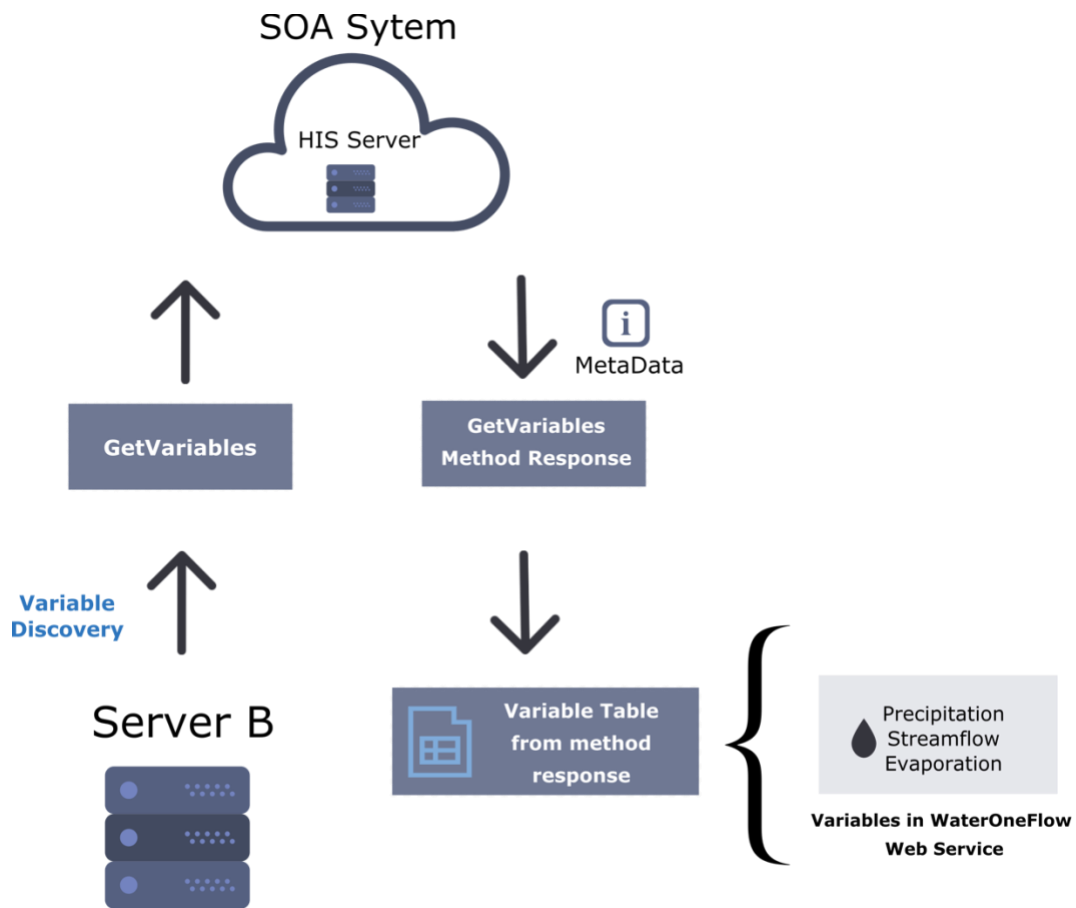 SOA Sytem
HIS Server
i
MetaData
GetVariables
GetVariables
Method Response
Variable
Discovery
Server B
Variable Table
from method
response
Precipitation
Streamflow
Evaporation
Variables in WaterOneFlow
Web Service